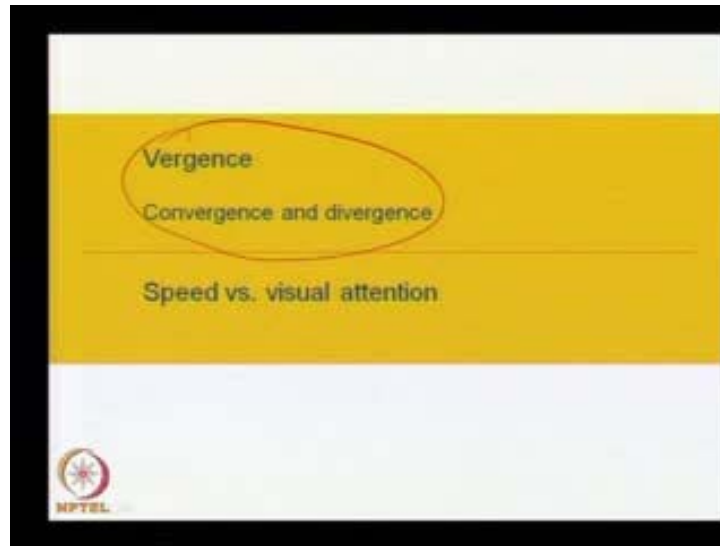 Vergence
Convergence and divergence
Speed vs. visual attention
NPTEL